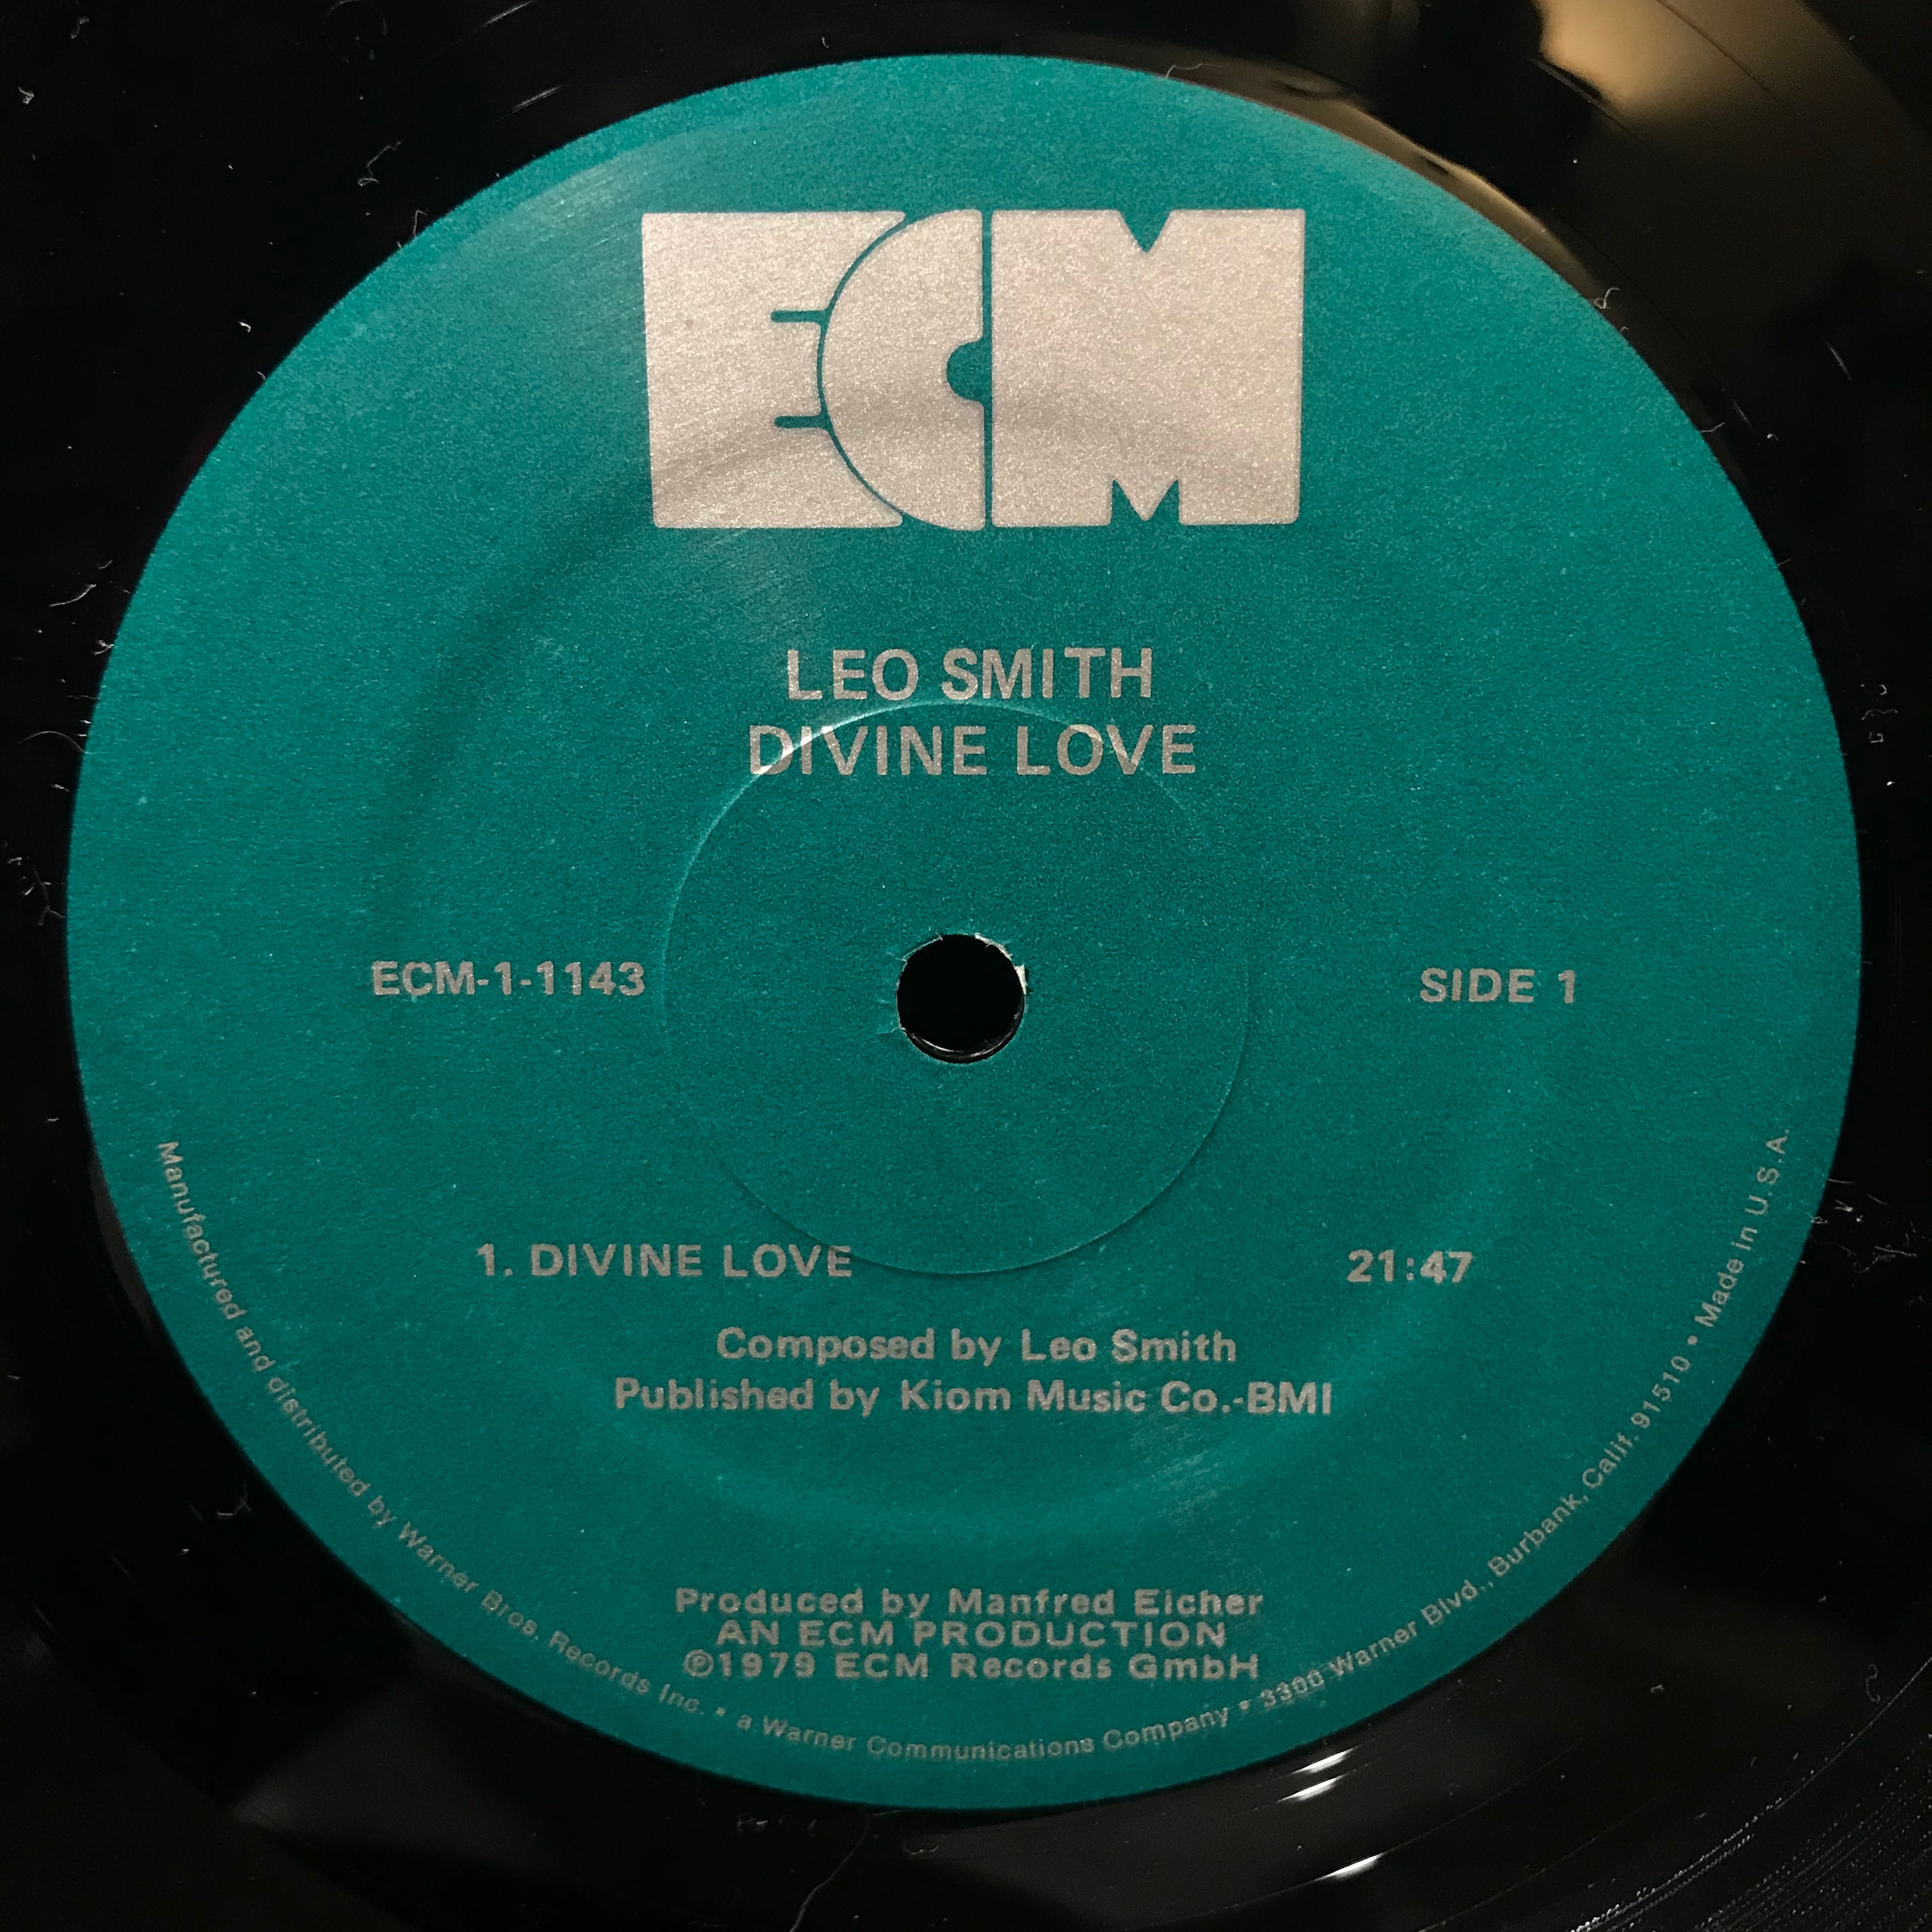 ECM
LEO SMITH
DIVINE LOVE
ECM-1-1143
SIDE 1
1. DIVINE LOVE 21:47
Composed by Leo Smith
Published by Kiom Music Co.-BMI
Produced by Manfred Eicher
AN ECM PRODUCTION
℗1979 ECM Records GmbH
Manufactured and distributed by Warner Bros. Records Inc. • a Warner Communications Company • 3300 Warner Blvd., Burbank, Calif. 91510 • Made in U.S.A.